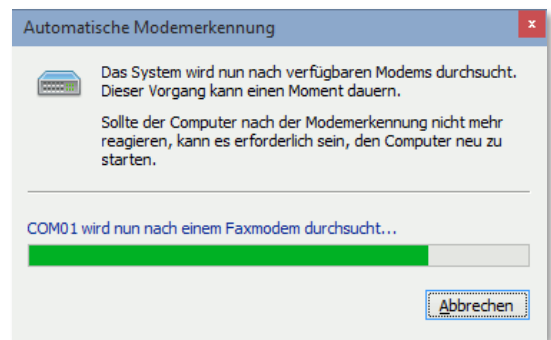 Automatische Modemerkennung
x
Das System wird nun nach verfügbaren Modems durchsucht.
Dieser Vorgang kann einen Moment dauern.
Sollte der Computer nach der Modemerkennung nicht mehr
reagieren, kann es erforderlich sein, den Computer neu zu
starten.
COM01 wird nun nach einem Faxmodem durchsucht...
Abbrechen